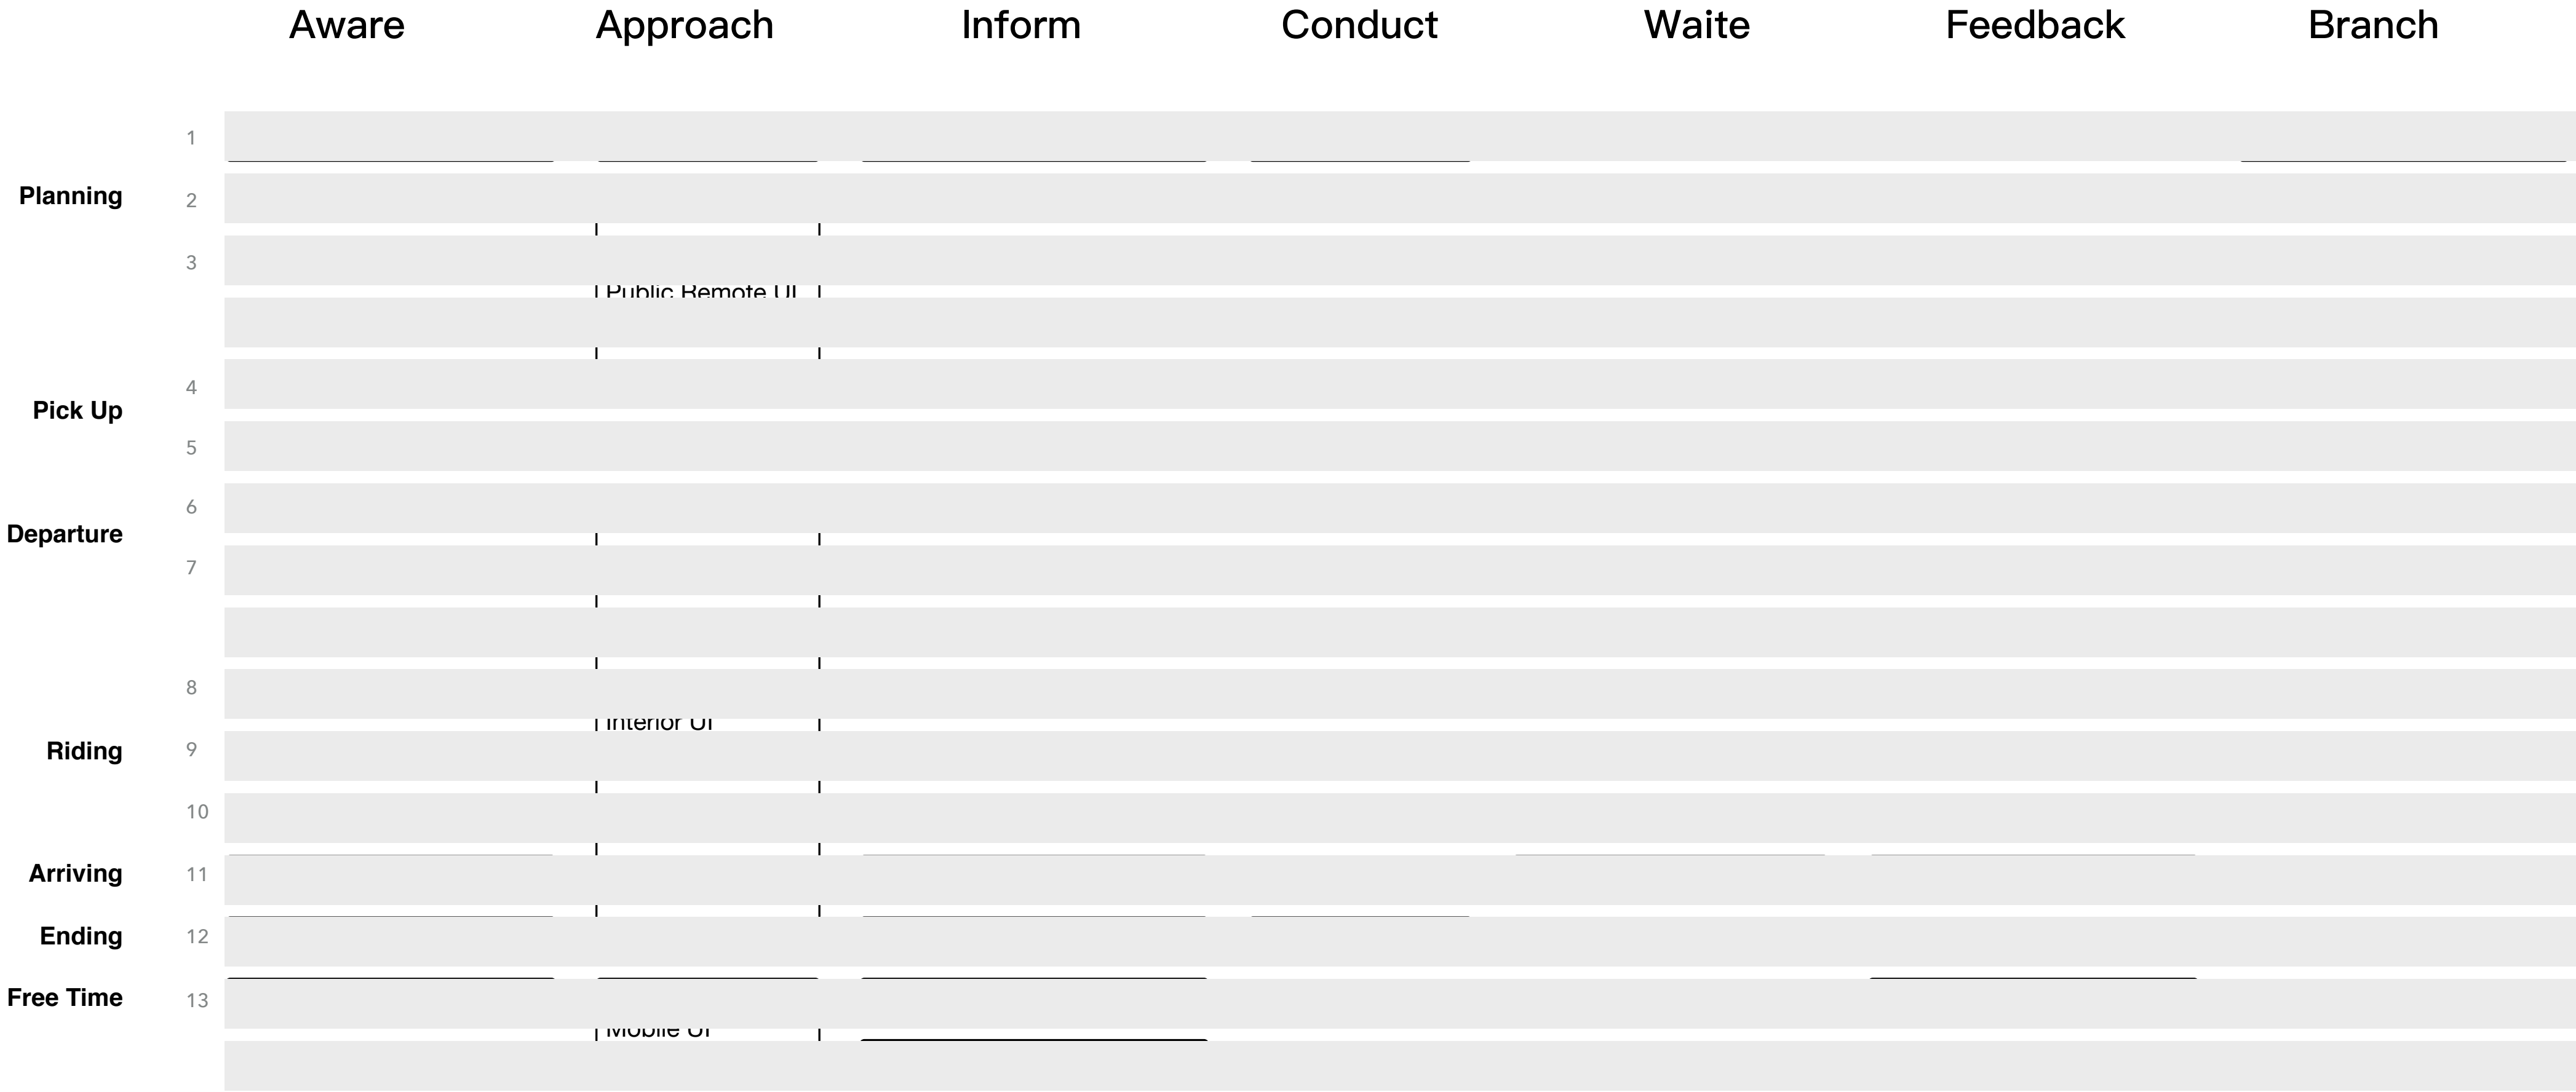 Aware Approach Inform Conduct Waite Feedback Branch
1
Planning 2
3
Public Remote UI
4
Pick Up
5
6
Departure
7
8
Interior UI
Riding 9
10
Arriving 11
Ending 12
Free Time 13
Mobile UI